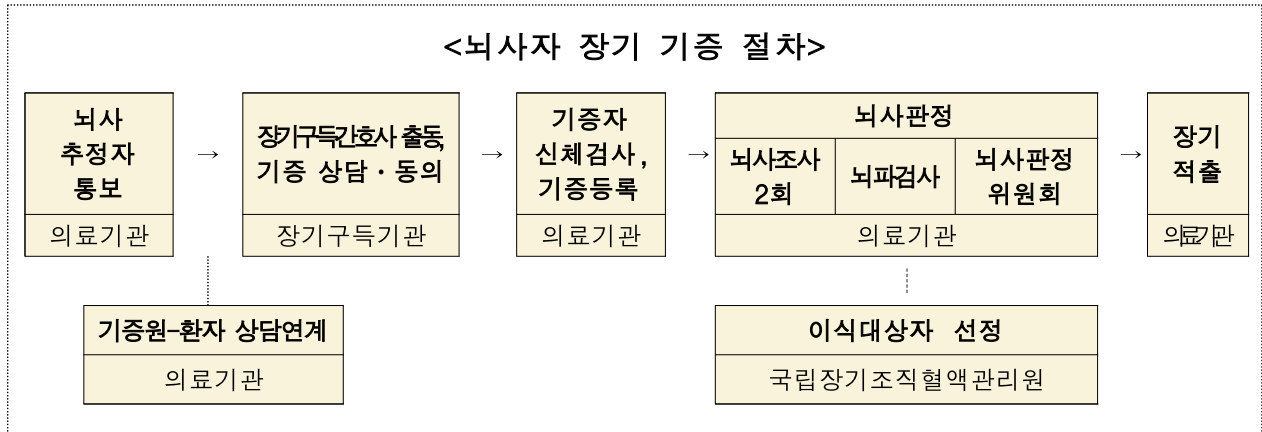 <뇌사자 장기 기증 절차>
뇌사
추정자
통보
의료기관
→
장기구득간호사 출동,
기증 상담·동의
장기구득기관
→
기증자
신체검사,
기증등록
의료기관
→
뇌사판정
뇌사조사
2회
뇌파검사
뇌사판정
위원회
의료기관
→
장기
적출
의료기관
기증원-환자 상담연계
의료기관
이식대상자 선정
국립장기조직혈액관리원